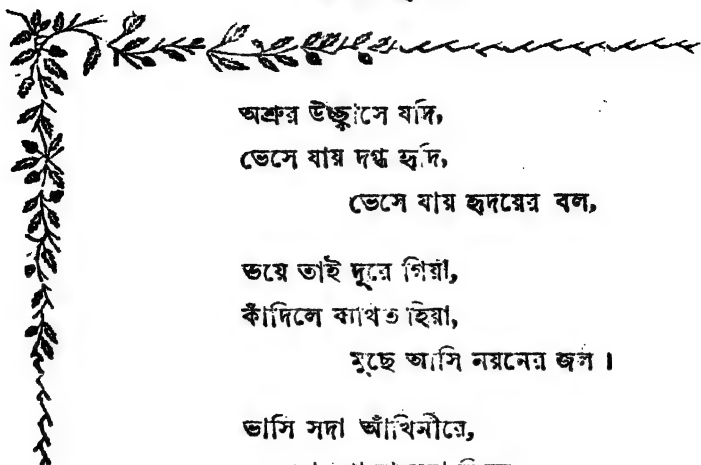 অশ্রুর উচ্ছ্বাসে যদি,
ভেসে যায় দগ্ধ হৃদি,
ভেসে যায় হৃদয়ের বল,
ভয়ে তাই দূরে গিয়া,
কাঁদিলে ব্যথিত হিয়া,
মুছে আসি নয়নের জল ।
ভাসি সদা আঁখিনীরে,